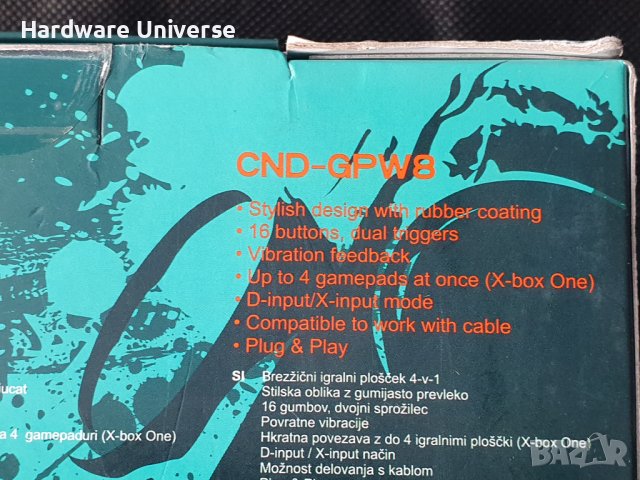 Hardware Universe
CND-GPW8
• Stylish design with rubber coating
• 16 buttons, dual triggers
• Vibration feedback
• Up to 4 gamepads at once (X-box One)
• D-input/X-input mode
• Compatible to work with cable
• Plug & Play
SI Brezžični igralni plošček 4-v-1
Stilska oblika z gumijasto prevleko
16 gumbov, dvojni sprožilec
Povratne vibracije
Hkratna povezava z do 4 igralnimi ploščki (X-box One)
D-input / X-input način
Možnost delovanja s kablom
a 4 gamepaduri (X-box One)
bazar